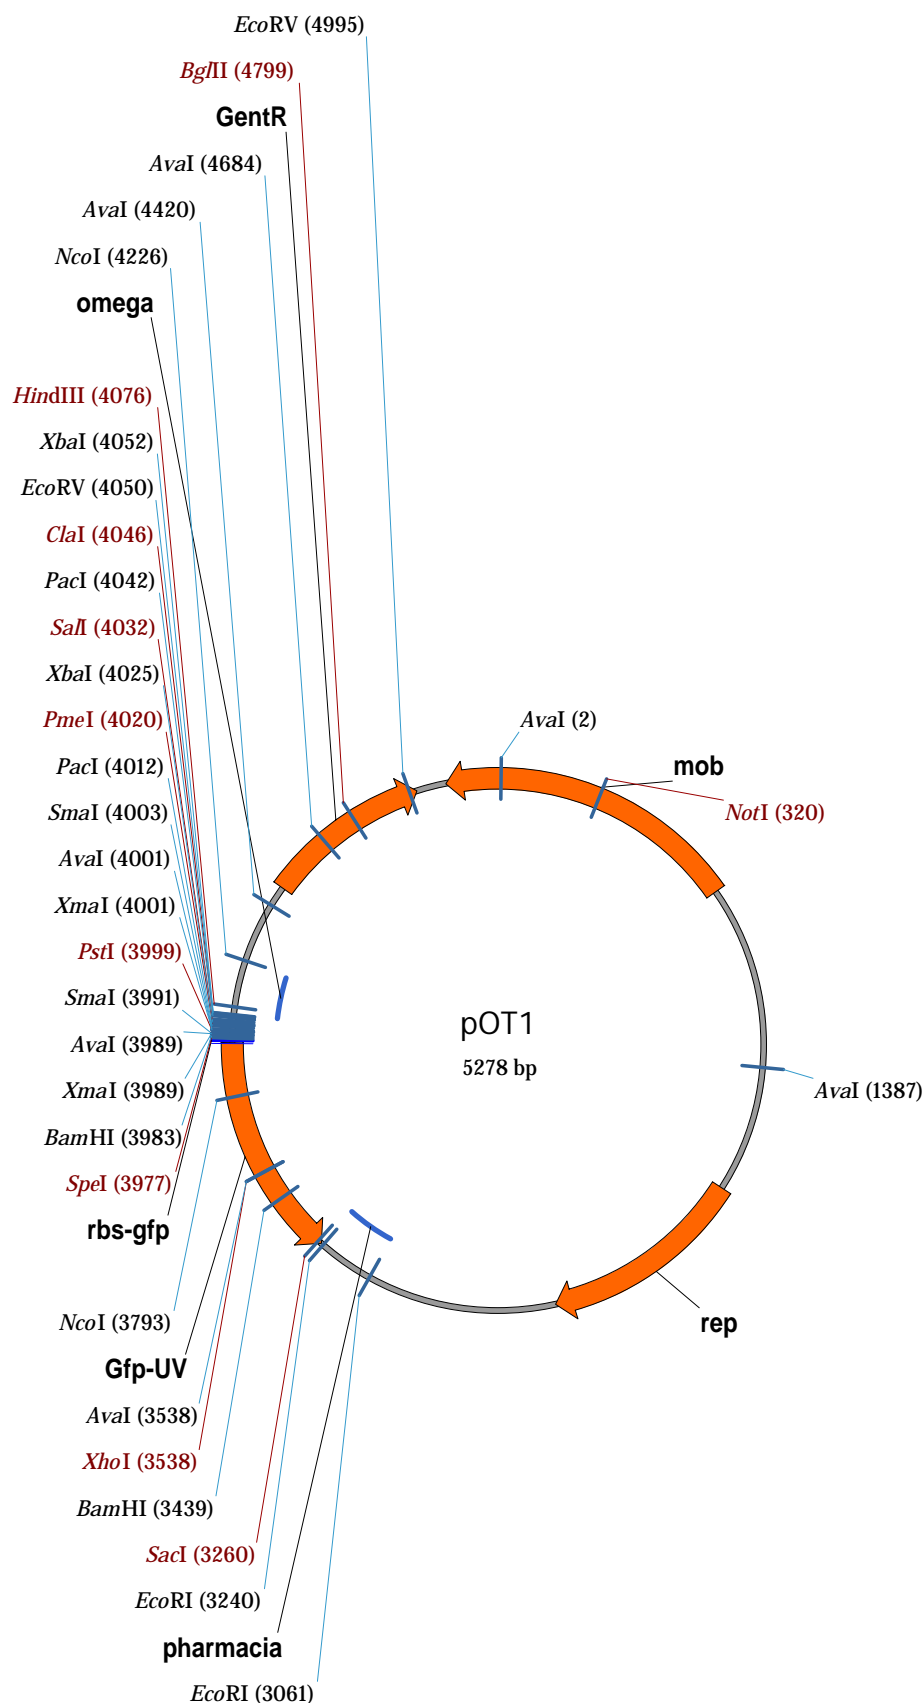 EcoRV (4995)
BglII (4799)
GentR
AvaI (4684)
AvaI (4420)
NcoI (4226)
omega
HindIII (4076)
XbaI (4052)
EcoRV (4050)
ClaI (4046)
PacI (4042)
SalI (4032)
XbaI (4025)
PmeI (4020)
PacI (4012)
SmaI (4003)
AvaI (4001)
XmaI (4001)
PstI (3999)
SmaI (3991)
AvaI (3989)
XmaI (3989)
BamHI (3983)
SpeI (3977)
rbs-gfp
NcoI (3793)
Gfp-UV
AvaI (3538)
XhoI (3538)
BamHI (3439)
SacI (3260)
EcoRI (3240)
pharmacia
EcoRI (3061)
AvaI (2)
mob
NotI (320)
pOT1
5278 bp
AvaI (1387)
rep